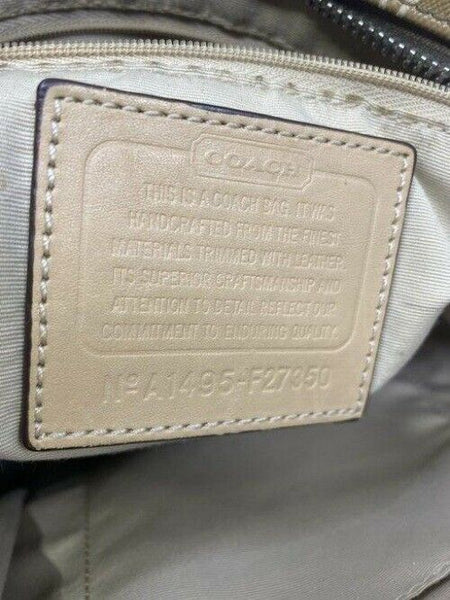 COACH
THIS IS A COACH BAG. IT WAS
HANDCRAFTED FROM THE FINEST
MATERIALS TRIMMED WITH LEATHER.
ITS SUPERIOR CRAFTSMANSHIP AND
ATTENTION TO DETAIL REFLECT OUR
COMMITMENT TO ENDURING QUALITY.
Nº A1495-F27350